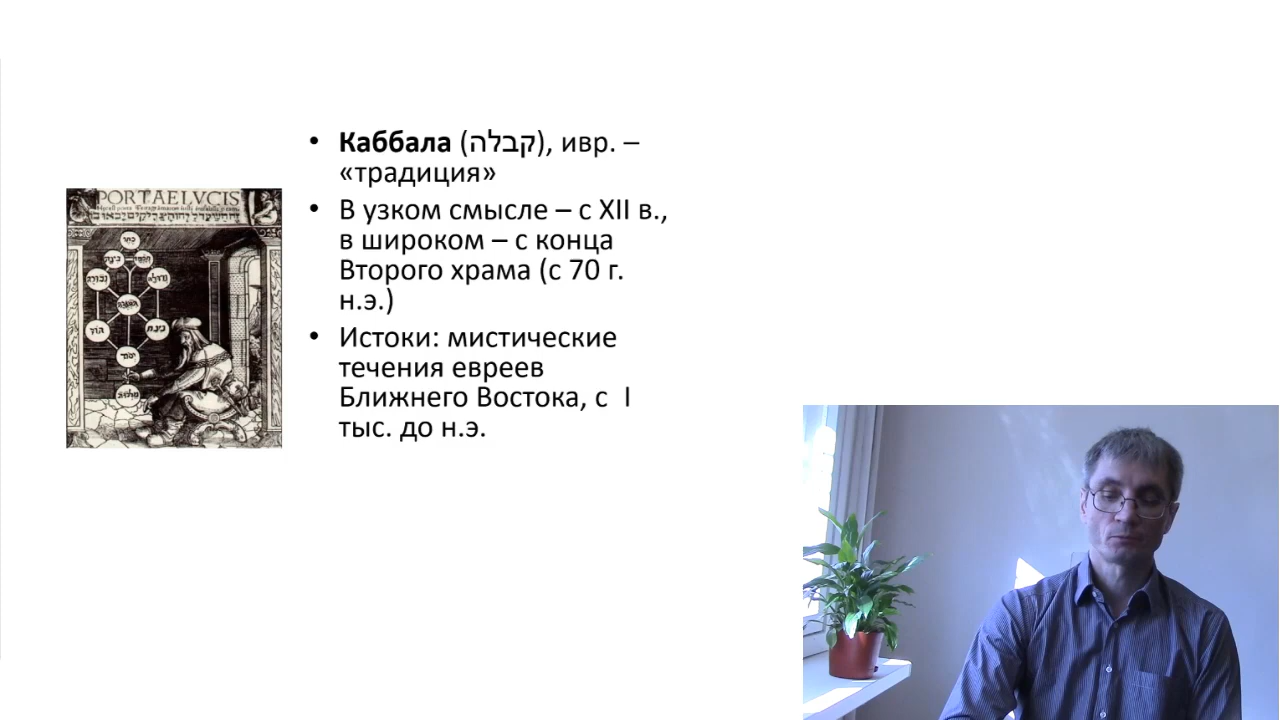 PORTAE LVCIS
• Каббала (קבלה), ивр. –
«традиция»
• В узком смысле – с XII в.,
в широком – с конца
Второго храма (с 70 г.
н.э.)
• Истоки: мистические
течения евреев
Ближнего Востока, с I
тыс. до н.э.